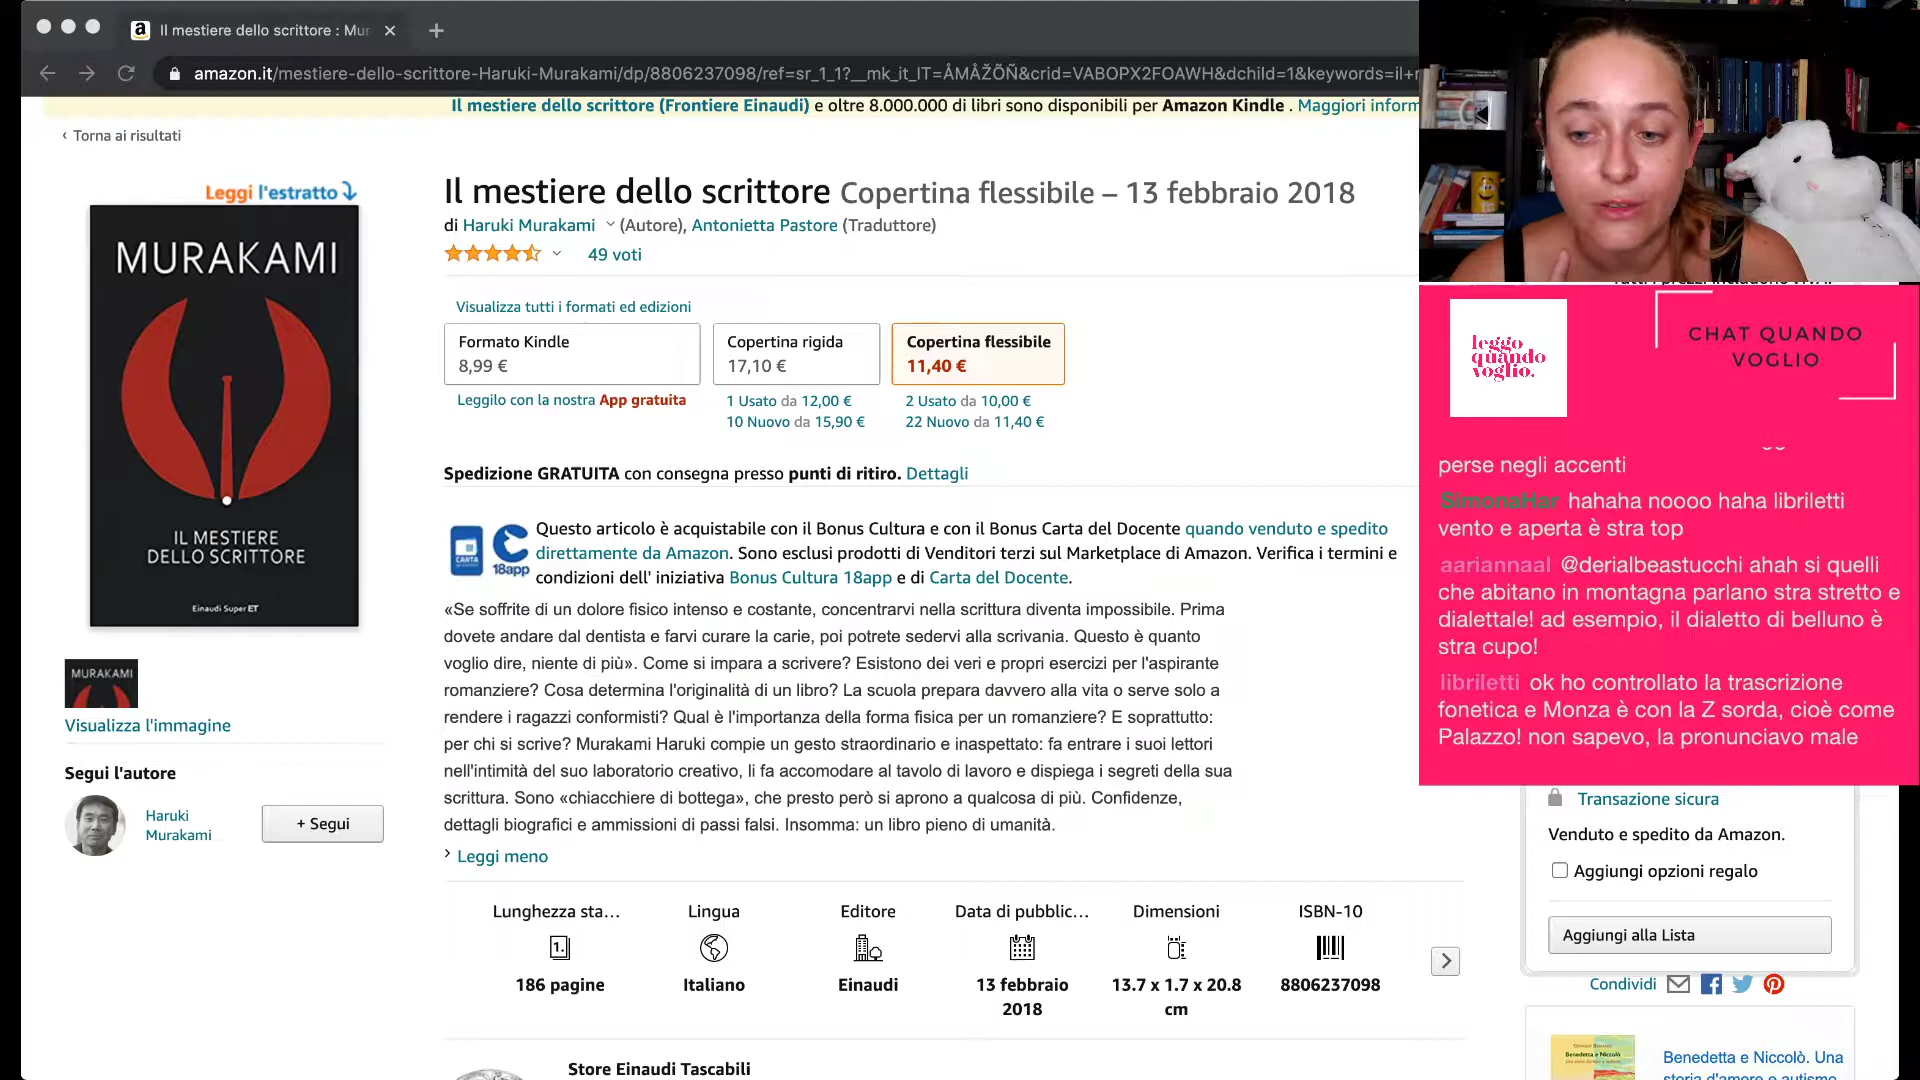 Il mestiere dello scrittore : Mur
amazon.it/mestiere-dello-scrittore-Haruki-Murakami/dp/8806237098/ref=sr_1_1?__mk_it_IT=ÅMÅŽÕÑ&crid=VABOPX2FOAWH&dchild=1&keywords=il+
Il mestiere dello scrittore (Frontiere Einaudi) e oltre 8.000.000 di libri sono disponibili per Amazon Kindle . Maggiori inform
‹ Torna ai risultati
Leggi l'estratto
MURAKAMI
IL MESTIERE
DELLO SCRITTORE
Einaudi Super ET
MURAKAMI
Visualizza l'immagine
Segui l'autore
Haruki
Murakami
+ Segui
Il mestiere dello scrittore Copertina flessibile – 13 febbraio 2018
di Haruki Murakami (Autore), Antonietta Pastore (Traduttore)
49 voti
Visualizza tutti i formati ed edizioni
Formato Kindle
8,99 €
Leggilo con la nostra App gratuita
Copertina rigida
17,10 €
1 Usato da 12,00 €
10 Nuovo da 15,90 €
Copertina flessibile
11,40 €
2 Usato da 10,00 €
22 Nuovo da 11,40 €
Spedizione GRATUITA con consegna presso punti di ritiro. Dettagli
CARTA
18app
Questo articolo è acquistabile con il Bonus Cultura e con il Bonus Carta del Docente quando venduto e spedito
direttamente da Amazon. Sono esclusi prodotti di Venditori terzi sul Marketplace di Amazon. Verifica i termini e
condizioni dell' iniziativa Bonus Cultura 18app e di Carta del Docente.
«Se soffrite di un dolore fisico intenso e costante, concentrarvi nella scrittura diventa impossibile. Prima
dovete andare dal dentista e farvi curare la carie, poi potrete sedervi alla scrivania. Questo è quanto
voglio dire, niente di più». Come si impara a scrivere? Esistono dei veri e propri esercizi per l'aspirante
romanziere? Cosa determina l'originalità di un libro? La scuola prepara davvero alla vita o serve solo a
rendere i ragazzi conformisti? Qual è l'importanza della forma fisica per un romanziere? E soprattutto:
per chi si scrive? Murakami Haruki compie un gesto straordinario e inaspettato: fa entrare i suoi lettori
nell'intimità del suo laboratorio creativo, li fa accomodare al tavolo di lavoro e dispiega i segreti della sua
scrittura. Sono «chiacchiere di bottega», che presto però si aprono a qualcosa di più. Confidenze,
dettagli biografici e ammissioni di passi falsi. Insomma: un libro pieno di umanità.
Leggi meno
Lunghezza sta…
1.
186 pagine
Lingua
Italiano
Editore
Einaudi
Data di pubblic…
13 febbraio
2018
Dimensioni
13.7 x 1.7 x 20.8
cm
ISBN-10
8806237098
Store Einaudi Tascabili
leggo
quando
voglio.
CHAT QUANDO
VOGLIO
perse negli accenti
SimonaHar hahaha noooo haha libriletti
vento e aperta è stra top
aariannaal @derialbeastucchi ahah si quelli
che abitano in montagna parlano stra stretto e
dialettale! ad esempio, il dialetto di belluno è
stra cupo!
libriletti ok ho controllato la trascrizione
fonetica e Monza è con la Z sorda, cioè come
Palazzo! non sapevo, la pronunciavo male
Transazione sicura
Venduto e spedito da Amazon.
Aggiungi opzioni regalo
Aggiungi alla Lista
Condividi
Benedetta e Niccolò
Benedetta e Niccolò. Una
storia d'amore o autismo